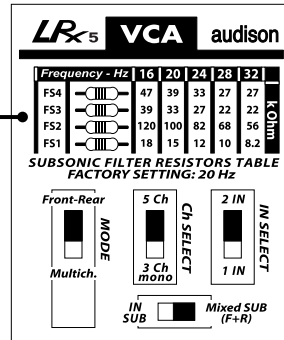 LRx5 VCA audison
Frequency - Hz 16 20 24 28 32
FS4 47 39 33 27 27
FS3 39 33 27 22 22
FS2 120 100 82 68 56
FS1 18 15 12 10 8.2
k Ohm
SUBSONIC FILTER RESISTORS TABLE
FACTORY SETTING: 20 Hz
Front-Rear
Multich.
MODE
5 Ch
3 Ch
mono
Ch SELECT
2 IN
1 IN
IN SELECT
IN
SUB
Mixed SUB
(F+R)